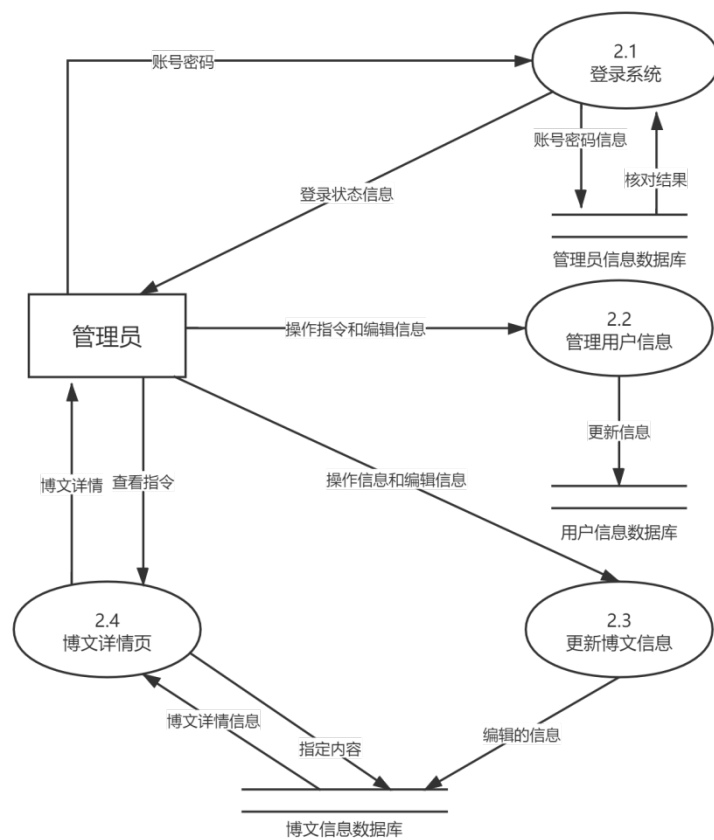 2.1
登录系统
账号密码
账号密码信息
核对结果
登录状态信息
管理员信息数据库
管理员
操作指令和编辑信息
2.2
管理用户信息
更新信息
博文详情
查看指令
操作信息和编辑信息
用户信息数据库
2.4
博文详情页
2.3
更新博文信息
博文详情信息
指定内容
编辑的信息
博文信息数据库